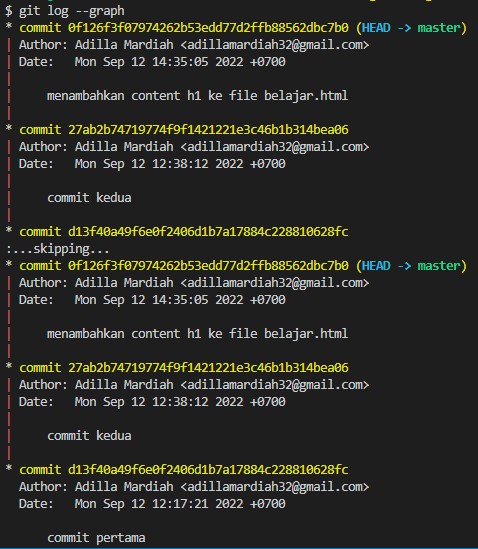 $ git log --graph
* commit 0f126f3f07974262b53edd77d2ffb88562dbc7b0 (HEAD -> master)
| Author: Adilla Mardiah <adillamardiah32@gmail.com>
| Date:   Mon Sep 12 14:35:05 2022 +0700
|
|     menambahkan content h1 ke file belajar.html
|
* commit 27ab2b74719774f9f1421221e3c46b1b314bea06
| Author: Adilla Mardiah <adillamardiah32@gmail.com>
| Date:   Mon Sep 12 12:38:12 2022 +0700
|
|     commit kedua
|
* commit d13f40a49f6e0f2406d1b7a17884c228810628fc
:...skipping...
* commit 0f126f3f07974262b53edd77d2ffb88562dbc7b0 (HEAD -> master)
| Author: Adilla Mardiah <adillamardiah32@gmail.com>
| Date:   Mon Sep 12 14:35:05 2022 +0700
|
|     menambahkan content h1 ke file belajar.html
|
* commit 27ab2b74719774f9f1421221e3c46b1b314bea06
| Author: Adilla Mardiah <adillamardiah32@gmail.com>
| Date:   Mon Sep 12 12:38:12 2022 +0700
|
|     commit kedua
|
* commit d13f40a49f6e0f2406d1b7a17884c228810628fc
  Author: Adilla Mardiah <adillamardiah32@gmail.com>
  Date:   Mon Sep 12 12:17:21 2022 +0700

      commit pertama